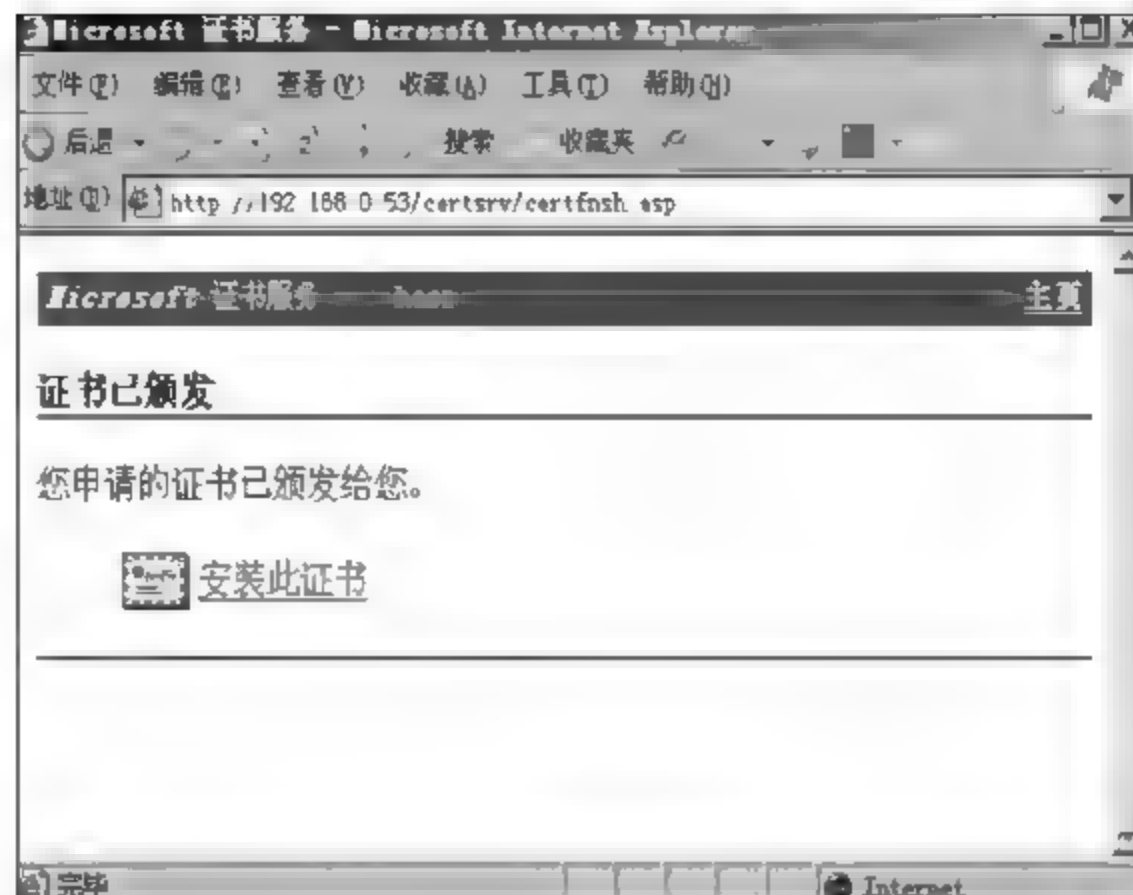 Microsoft 证书服务 - Microsoft Internet Explorer
文件(F) 编辑(E) 查看(V) 收藏(A) 工具(T) 帮助(H)
后退 搜索 收藏夹
地址(D) http //192 168 0 53/certsrv/certfnsh asp
Microsoft 证书服务 主页
证书已颁发
您申请的证书已颁发给您。
安装此证书
完毕 Internet